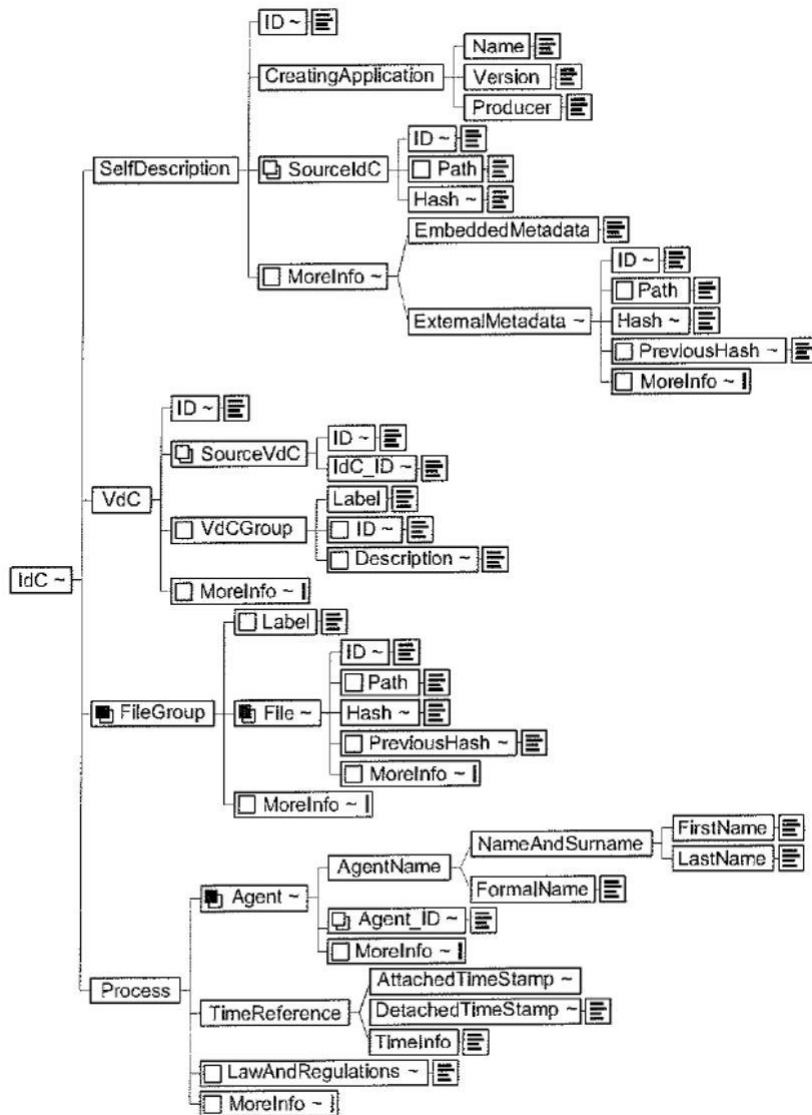 ID ~
CreatingApplication
Name
Version
Producer
SelfDescription
SourceIdC
ID ~
Path
Hash ~
MoreInfo ~
EmbeddedMetadata
ExternalMetadata ~
ID ~
Path
Hash ~
PreviousHash ~
MoreInfo ~
IdC ~
VdC
ID ~
SourceVdC
ID ~
IdC_ID ~
VdCGroup
Label
ID ~
Description ~
MoreInfo ~
FileGroup
Label
File ~
ID ~
Path
Hash ~
PreviousHash ~
MoreInfo ~
MoreInfo ~
Process
Agent ~
AgentName
NameAndSurname
FirstName
LastName
FormalName
Agent_ID ~
MoreInfo ~
TimeReference
AttachedTimeStamp ~
DetachedTimeStamp ~
TimeInfo
LawAndRegulations ~
MoreInfo ~